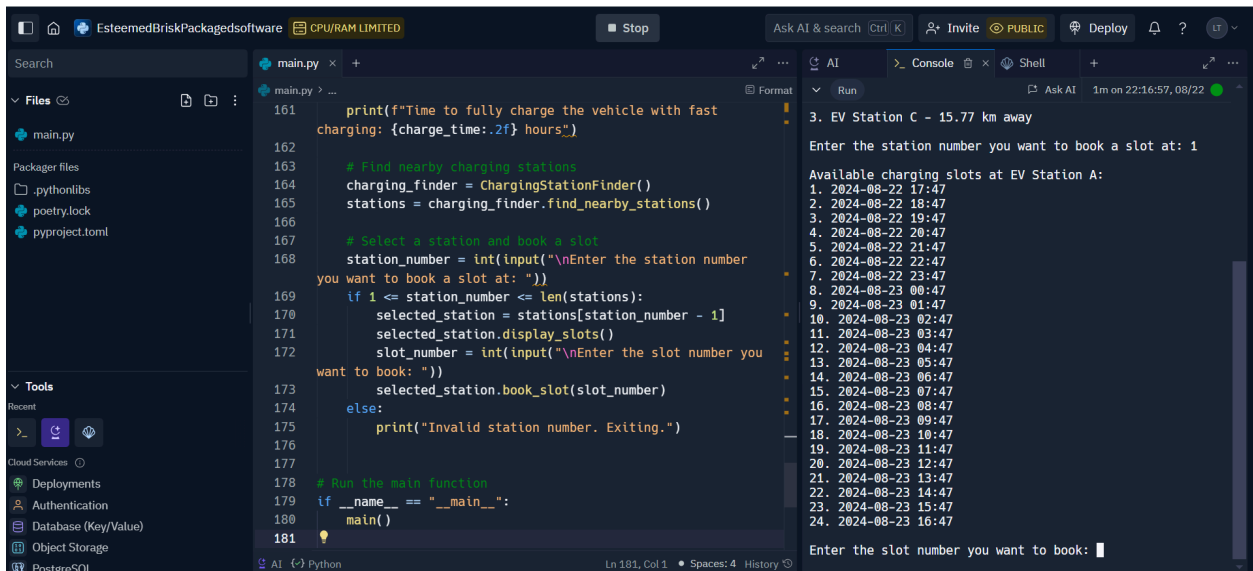 EsteemedBriskPackagedsoftware CPU/RAM LIMITED Stop Ask AI & search Ctrl K Invite PUBLIC Deploy ? LT
Search
Files
main.py
Packager files
.pythonlibs
poetry.lock
pyproject.toml
Tools
Recent
Cloud Services
Deployments
Authentication
Database (Key/Value)
Object Storage
PostgreSQL
main.py × +
main.py > ... Format
161 print(f"Time to fully charge the vehicle with fast
charging: {charge_time:.2f} hours")
162
163 # Find nearby charging stations
164 charging_finder = ChargingStationFinder()
165 stations = charging_finder.find_nearby_stations()
166
167 # Select a station and book a slot
168 station_number = int(input("\nEnter the station number
you want to book a slot at: "))
169 if 1 <= station_number <= len(stations):
170 selected_station = stations[station_number - 1]
171 selected_station.display_slots()
172 slot_number = int(input("\nEnter the slot number you
want to book: "))
173 selected_station.book_slot(slot_number)
174 else:
175 print("Invalid station number. Exiting.")
176
177
178 # Run the main function
179 if __name__ == "__main__":
180 main()
181
AI {} Python Ln 181, Col 1 • Spaces: 4 History
AI >_ Console × Shell +
Run Ask AI 1m on 22:16:57, 08/22
3. EV Station C - 15.77 km away
Enter the station number you want to book a slot at: 1
Available charging slots at EV Station A:
1. 2024-08-22 17:47
2. 2024-08-22 18:47
3. 2024-08-22 19:47
4. 2024-08-22 20:47
5. 2024-08-22 21:47
6. 2024-08-22 22:47
7. 2024-08-22 23:47
8. 2024-08-23 00:47
9. 2024-08-23 01:47
10. 2024-08-23 02:47
11. 2024-08-23 03:47
12. 2024-08-23 04:47
13. 2024-08-23 05:47
14. 2024-08-23 06:47
15. 2024-08-23 07:47
16. 2024-08-23 08:47
17. 2024-08-23 09:47
18. 2024-08-23 10:47
19. 2024-08-23 11:47
20. 2024-08-23 12:47
21. 2024-08-23 13:47
22. 2024-08-23 14:47
23. 2024-08-23 15:47
24. 2024-08-23 16:47
Enter the slot number you want to book: